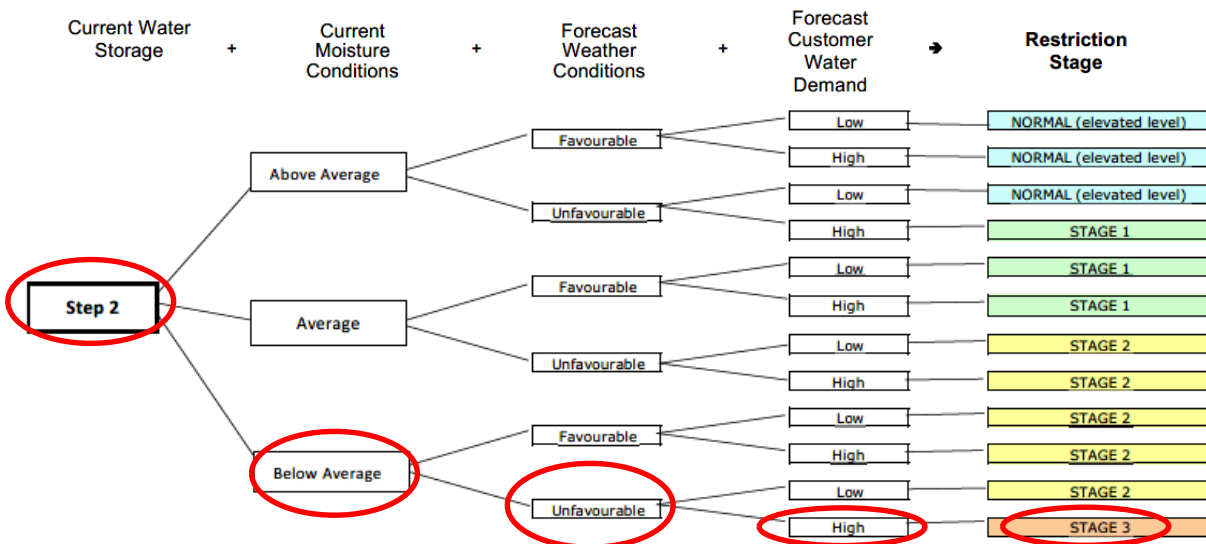 Current Water
Storage
+
Current
Moisture
Conditions
+
Forecast
Weather
Conditions
+
Forecast
Customer
Water
Demand
➔
Restriction
Stage
Low
NORMAL (elevated level)
Favourable
High
NORMAL (elevated level)
Above Average
Low
NORMAL (elevated level)
Unfavourable
High
STAGE 1
Low
STAGE 1
Favourable
High
STAGE 1
Step 2
Average
Low
STAGE 2
Unfavourable
High
STAGE 2
Low
STAGE 2
Favourable
High
STAGE 2
Below Average
Low
STAGE 2
Unfavourable
High
STAGE 3